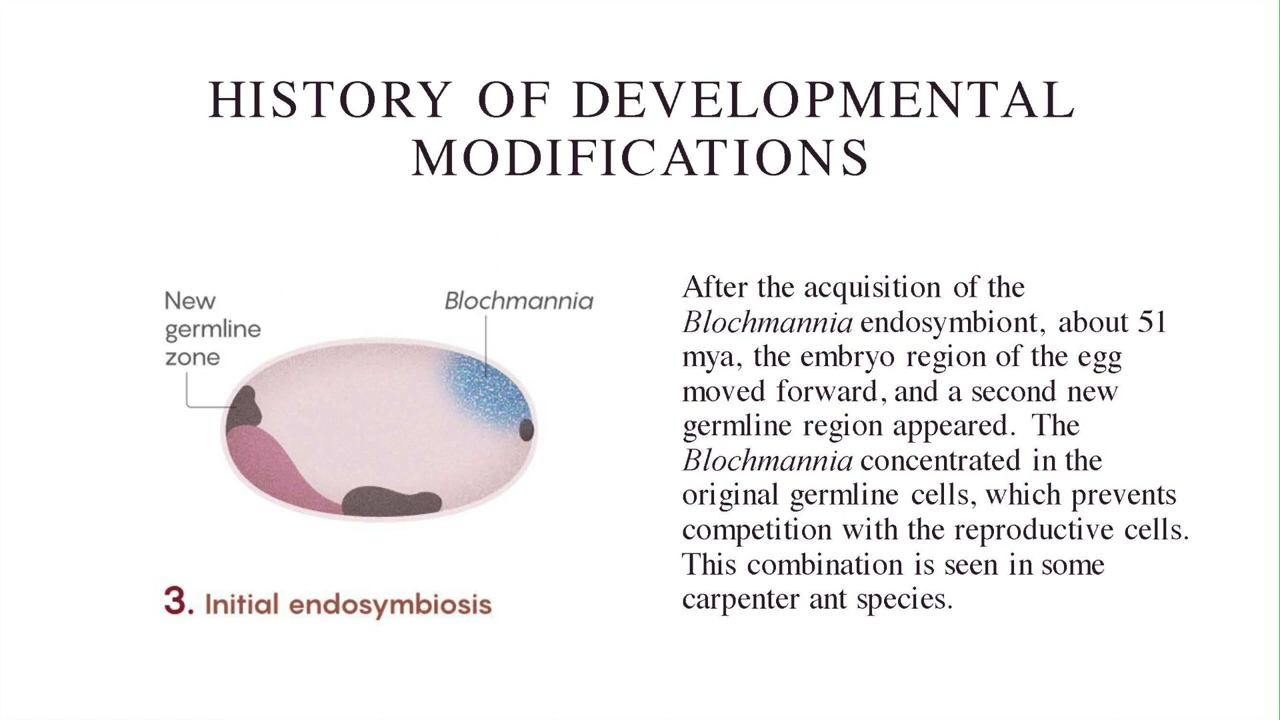 HISTORY OF DEVELOPMENTAL
MODIFICATIONS
New
germline
zone
Blochmannia
3. Initial endosymbiosis
After the acquisition of the
Blochmannia endosymbiont, about 51
mya, the embryo region of the egg
moved forward, and a second new
germline region appeared. The
Blochmannia concentrated in the
original germline cells, which prevents
competition with the reproductive cells.
This combination is seen in some
carpenter ant species.